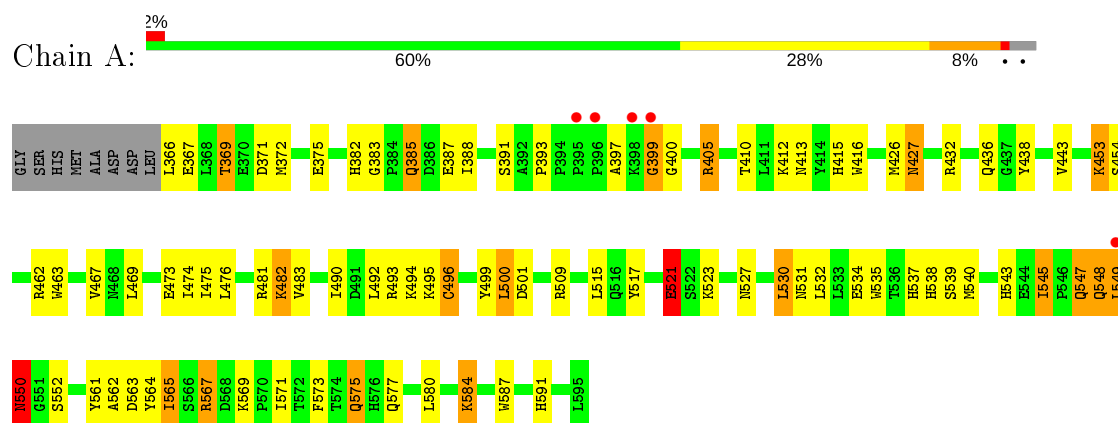 2%
Chain A:
60% 28% 8% • •
GLY SER HIS MET ALA ASP ASP LEU L366 E367 L368 T369 E370 D371 M372 E375 H382 G383 P384 Q385 D386 E387 I388 S391 A392 P393 P394 P395 P396 A397 K398 G399 G400 R405 T410 L411 K412 N413 Y414 H415 W416 M426 N427 R432 Q436 G437 Y438 V443 K453 S454
R462 W463 V467 N468 L469 E473 I474 I475 L476 R481 K482 V483 I490 D491 L492 R493 K494 K495 C496 Y499 L500 D501 R509 L515 Q516 Y517 E521 S522 K523 N527 L530 N531 L532 L533 E534 W535 T536 H537 H538 S539 M540 H543 E544 I545 P546 Q547 Q548 L549
N550 G551 S552 Y561 A562 D563 Y564 I565 S566 R567 D568 K569 P570 I571 T572 F573 T574 Q575 H576 Q577 L580 K584 W587 H591 L595